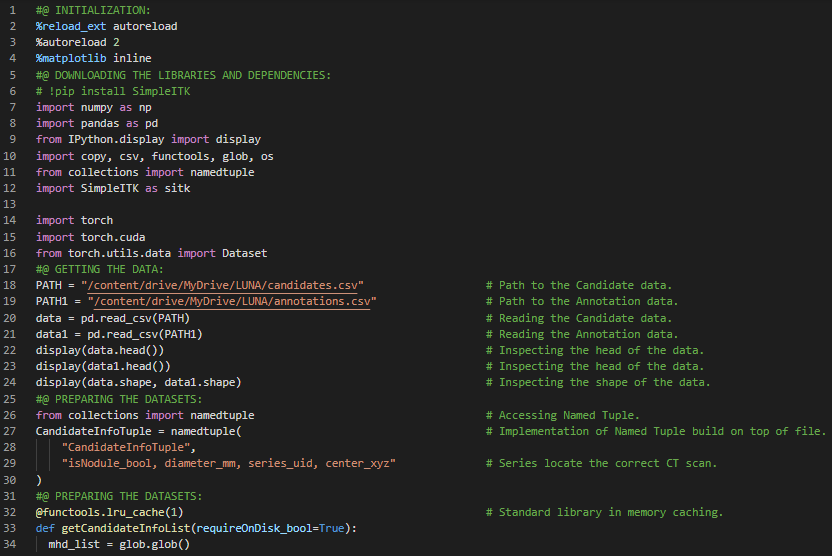 1 #@ INITIALIZATION:
2 %reload_ext autoreload
3 %autoreload 2
4 %matplotlib inline
5 #@ DOWNLOADING THE LIBRARIES AND DEPENDENCIES:
6 # !pip install SimpleITK
7 import numpy as np
8 import pandas as pd
9 from IPython.display import display
10 import copy, csv, functools, glob, os
11 from collections import namedtuple
12 import SimpleITK as sitk
13
14 import torch
15 import torch.cuda
16 from torch.utils.data import Dataset
17 #@ GETTING THE DATA:
18 PATH = "/content/drive/MyDrive/LUNA/candidates.csv" # Path to the Candidate data.
19 PATH1 = "/content/drive/MyDrive/LUNA/annotations.csv" # Path to the Annotation data.
20 data = pd.read_csv(PATH) # Reading the Candidate data.
21 data1 = pd.read_csv(PATH1) # Reading the Annotation data.
22 display(data.head()) # Inspecting the head of the data.
23 display(data1.head()) # Inspecting the head of the data.
24 display(data.shape, data1.shape) # Inspecting the shape of the data.
25 #@ PREPARING THE DATASETS:
26 from collections import namedtuple # Accessing Named Tuple.
27 CandidateInfoTuple = namedtuple( # Implementation of Named Tuple build on top of file.
28 "CandidateInfoTuple",
29 "isNodule_bool, diameter_mm, series_uid, center_xyz" # Series locate the correct CT scan.
30 )
31 #@ PREPARING THE DATASETS:
32 @functools.lru_cache(1) # Standard library in memory caching.
33 def getCandidateInfoList(requireOnDisk_bool=True):
34 mhd_list = glob.glob()